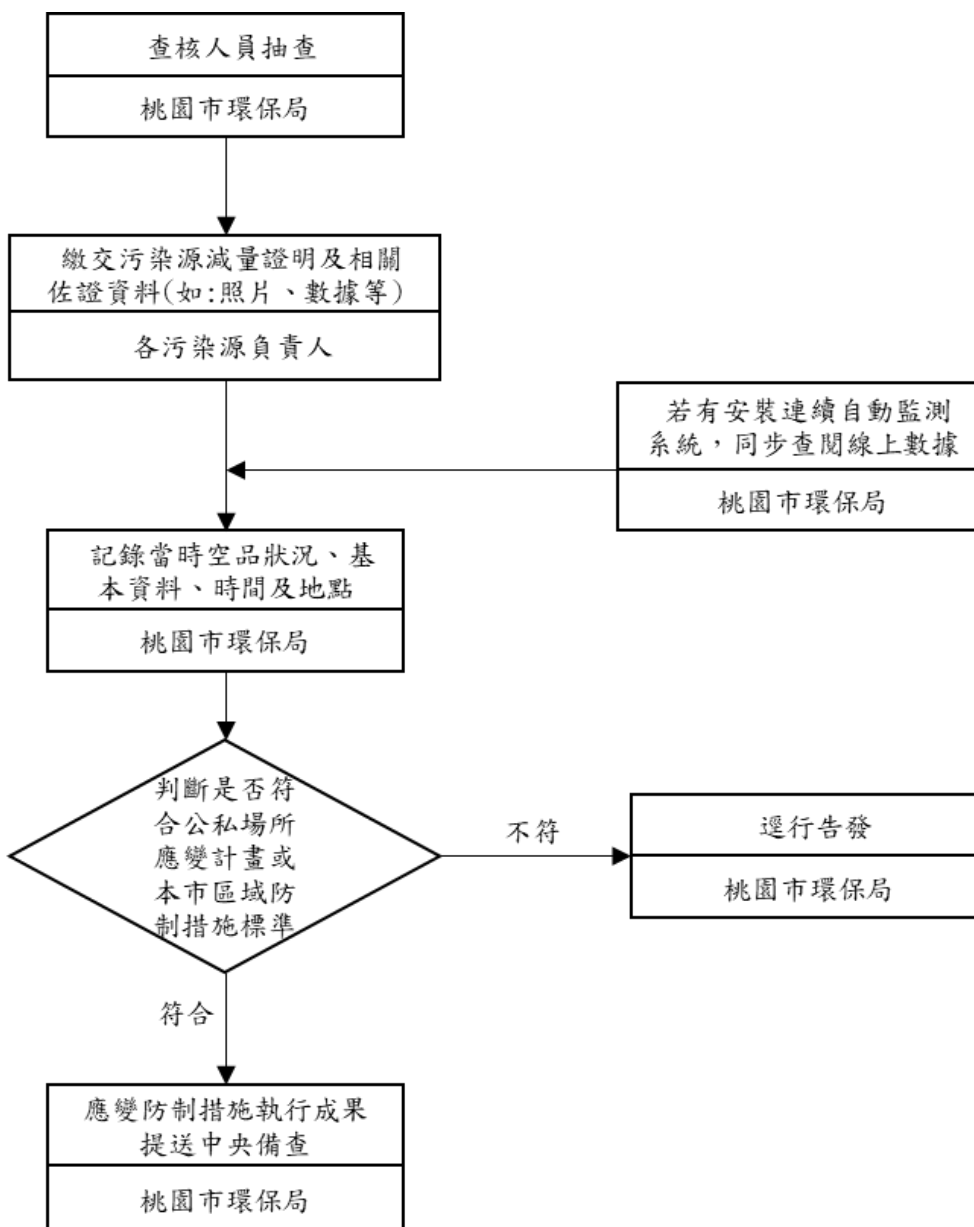 查核人員抽查
桃園市環保局
繳交污染源減量證明及相關
佐證資料(如:照片、數據等)
各污染源負責人
若有安裝連續自動監測
系統，同步查閱線上數據
桃園市環保局
記錄當時空品狀況、基
本資料、時間及地點
桃園市環保局
判斷是否符
合公私場所
應變計畫或
本市區域防
制措施標準
不符
逕行告發
桃園市環保局
符合
應變防制措施執行成果
提送中央備查
桃園市環保局